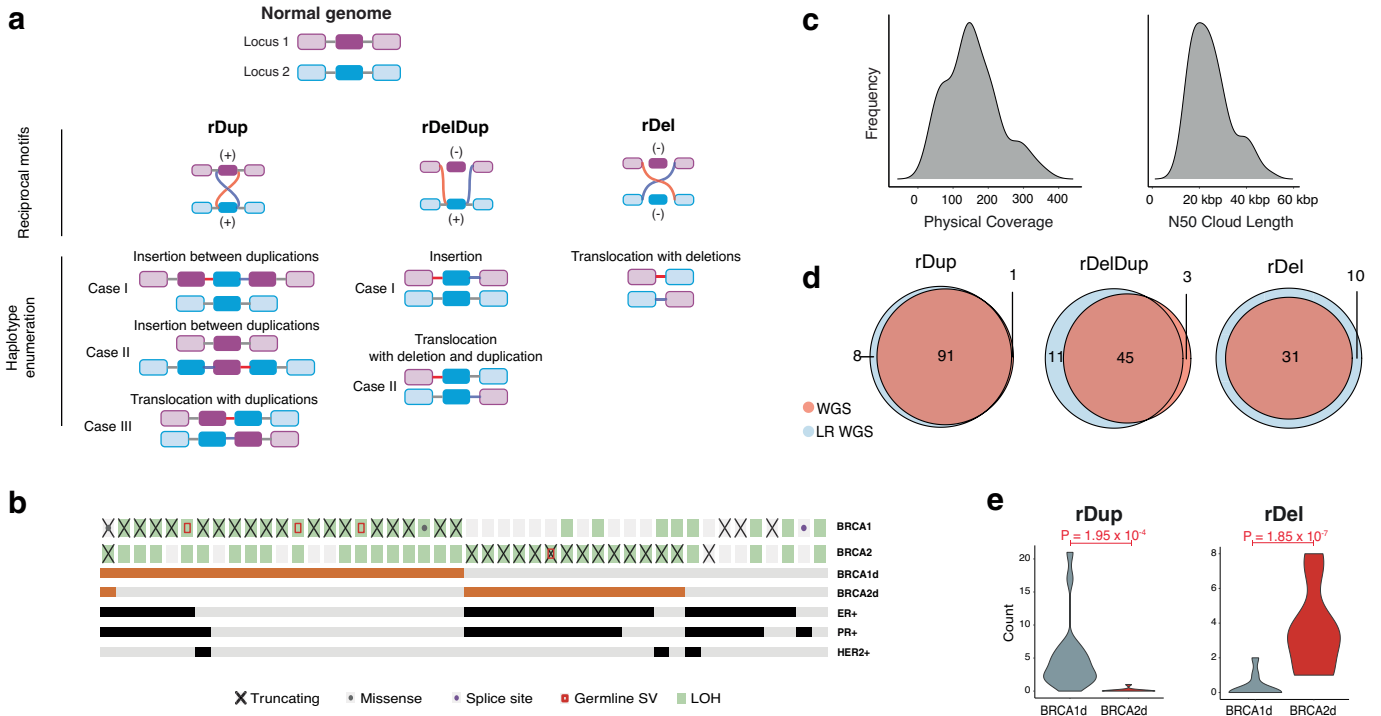 a
Normal genome
Locus 1
Locus 2
Reciprocal motifs
rDup
rDelDup
rDel
(+)
(-)
(-)
(+)
(+)
(-)
Haplotype
enumeration
Insertion between duplications
Case I
Insertion between duplications
Case II
Translocation with duplications
Case III
Insertion
Case I
Translocation
with deletion and duplication
Case II
Translocation with deletions
b
BRCA1
BRCA2
BRCA1d
BRCA2d
ER+
PR+
HER2+
Truncating
Missense
Splice site
Germline SV
LOH
c
Frequency
0 100 200 300 400
Physical Coverage
0 20 kbp 40 kbp 60 kbp
N50 Cloud Length
d
rDup
1
rDelDup
3
rDel
10
8
91
11
45
31
WGS
LR WGS
e
rDup
P = 1.95 x 10-4
Count
20
15
10
5
0
BRCA1d BRCA2d
rDel
P = 1.85 x 10-7
8
6
4
2
0
BRCA1d BRCA2d